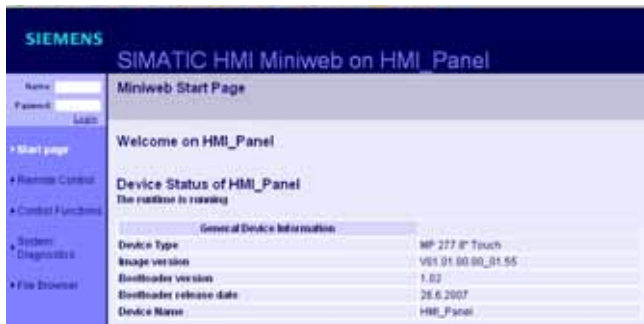 SIEMENS
SIMATIC HMI Miniweb on HMI_Panel
Name:
Password:
Login
Miniweb Start Page
Start page
Remote Control
Control Functions
System Diagnostics
File Browser
Welcome on HMI_Panel
Device Status of HMI_Panel
The runtime is running
General Device Information
Device Type MP 277 8" Touch
Image version V01.01.00.00_01.55
Bootloader version 1.02
Bootloader release date 26.6.2007
Device Name HMI_Panel